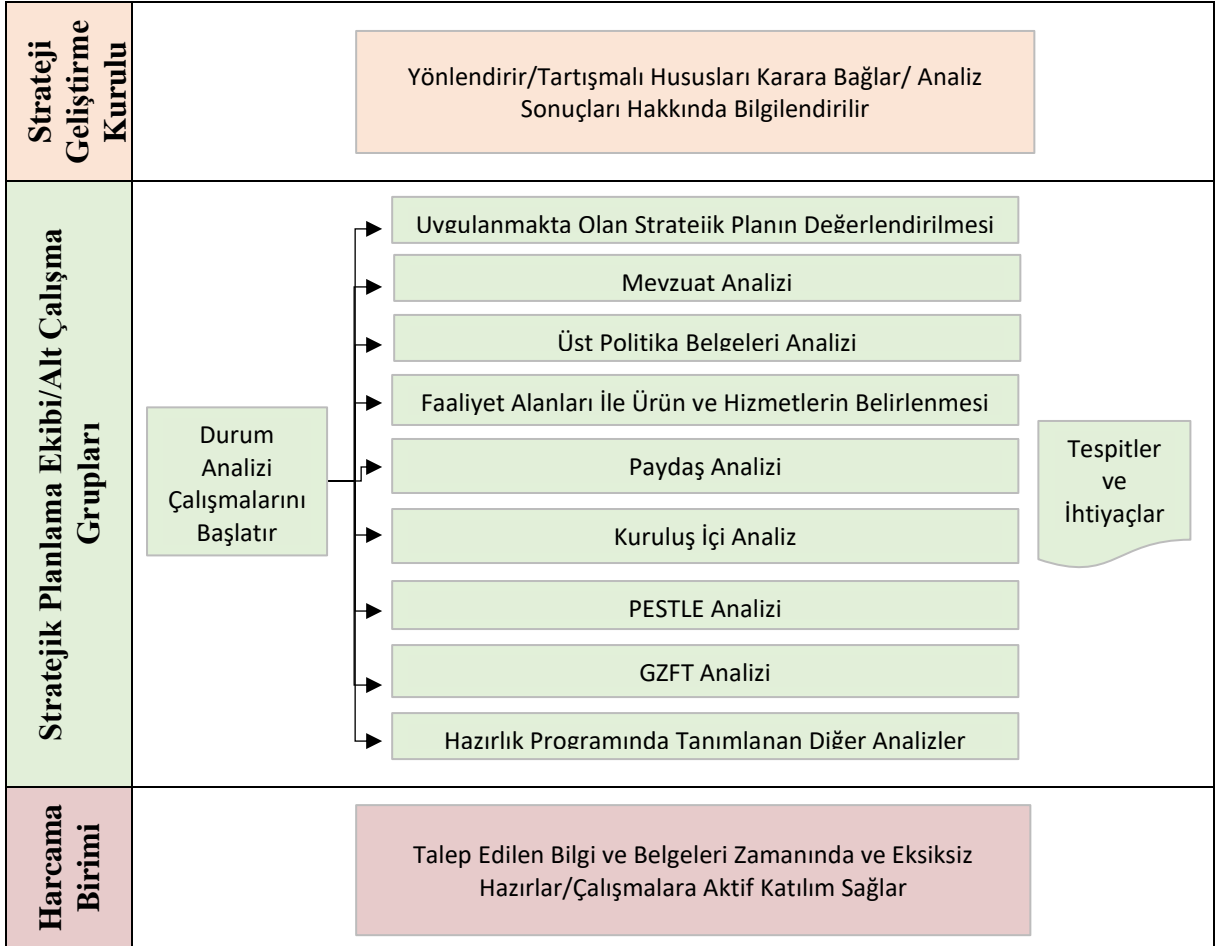 Strateji
Geliştirme
Kurulu
Yönlendirir/Tartışmalı Hususları Karara Bağlar/ Analiz
Sonuçları Hakkında Bilgilendirilir
Stratejik Planlama Ekibi/Alt Çalışma
Grupları
Durum
Analizi
Çalışmalarını
Başlatır
Uygulanmakta Olan Stratejik Planın Değerlendirilmesi
Mevzuat Analizi
Üst Politika Belgeleri Analizi
Faaliyet Alanları İle Ürün ve Hizmetlerin Belirlenmesi
Paydaş Analizi
Kuruluş İçi Analiz
PESTLE Analizi
GZFT Analizi
Hazırlık Programında Tanımlanan Diğer Analizler
Tespitler
ve
İhtiyaçlar
Harcama
Birimi
Talep Edilen Bilgi ve Belgeleri Zamanında ve Eksiksiz
Hazırlar/Çalışmalara Aktif Katılım Sağlar